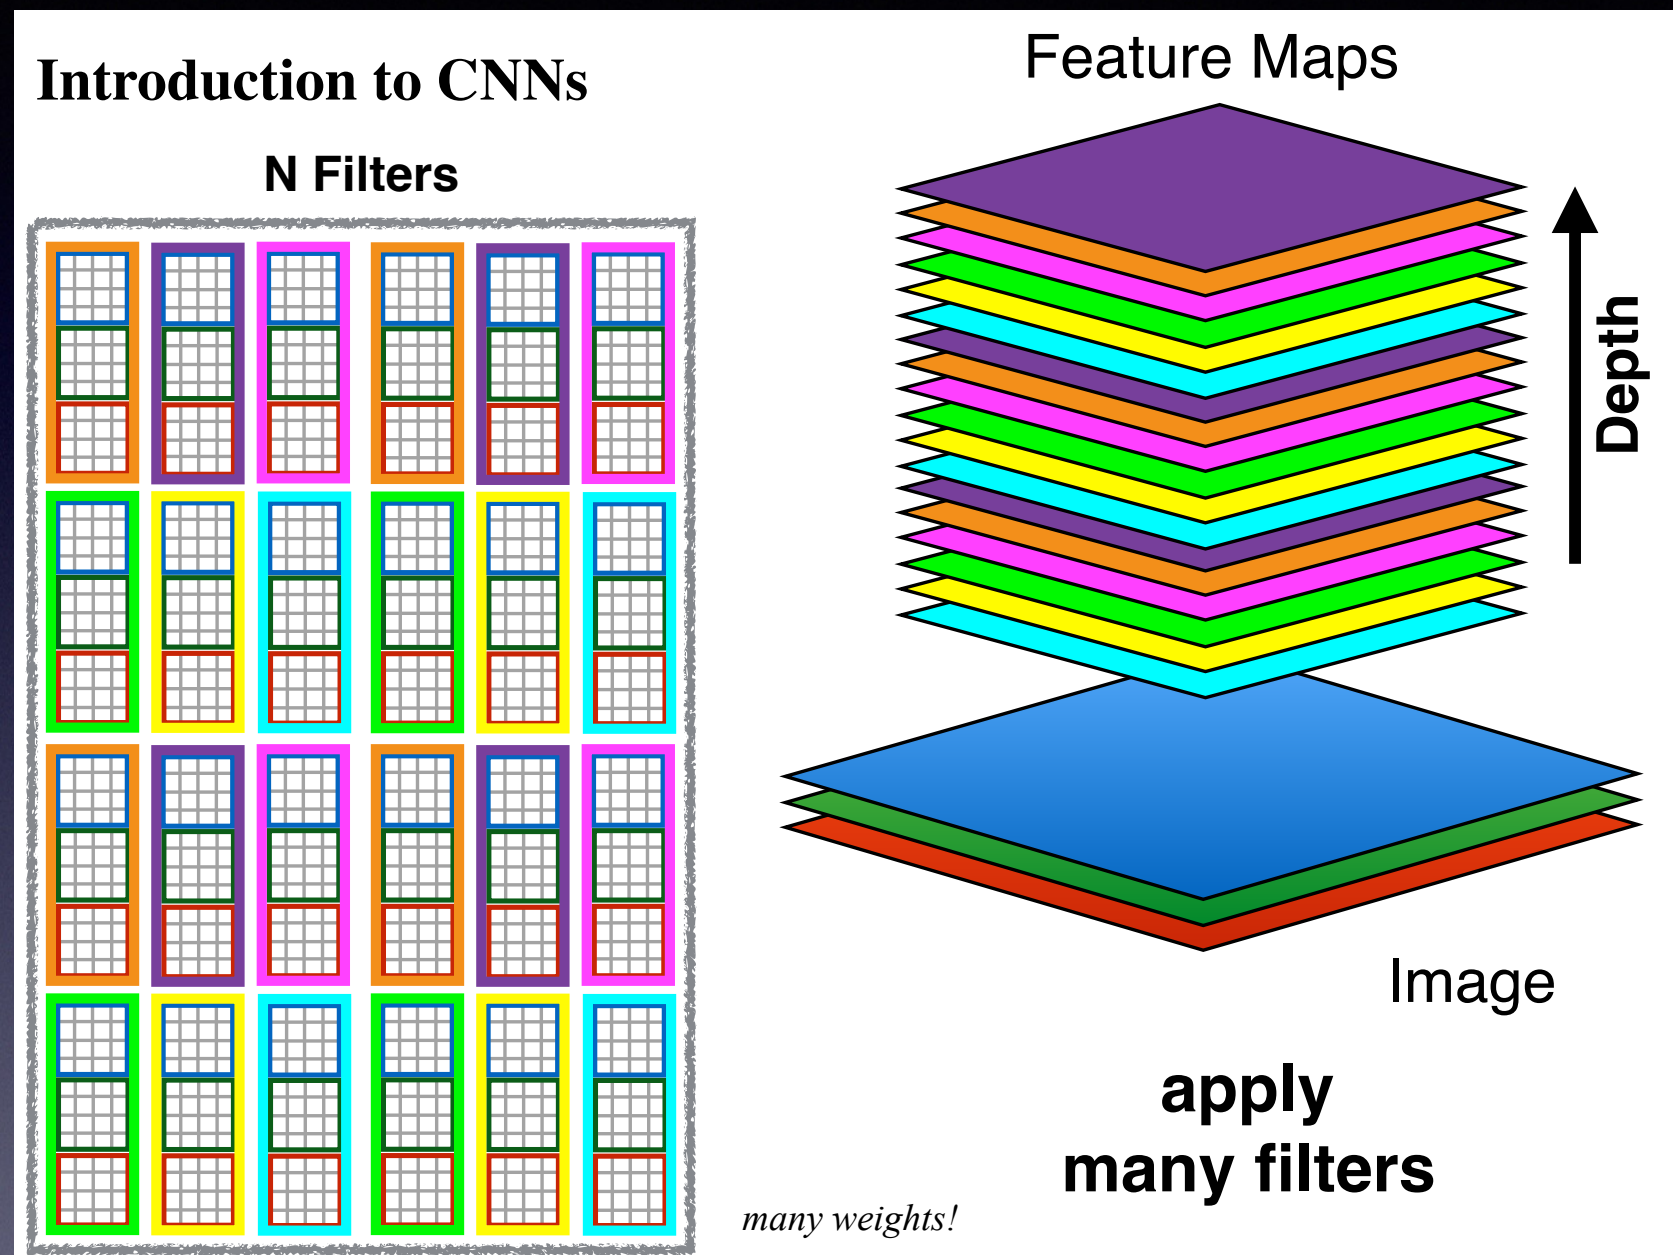 Introduction to CNNs
N Filters
Feature Maps
Depth
Image
apply
many filters
many weights!